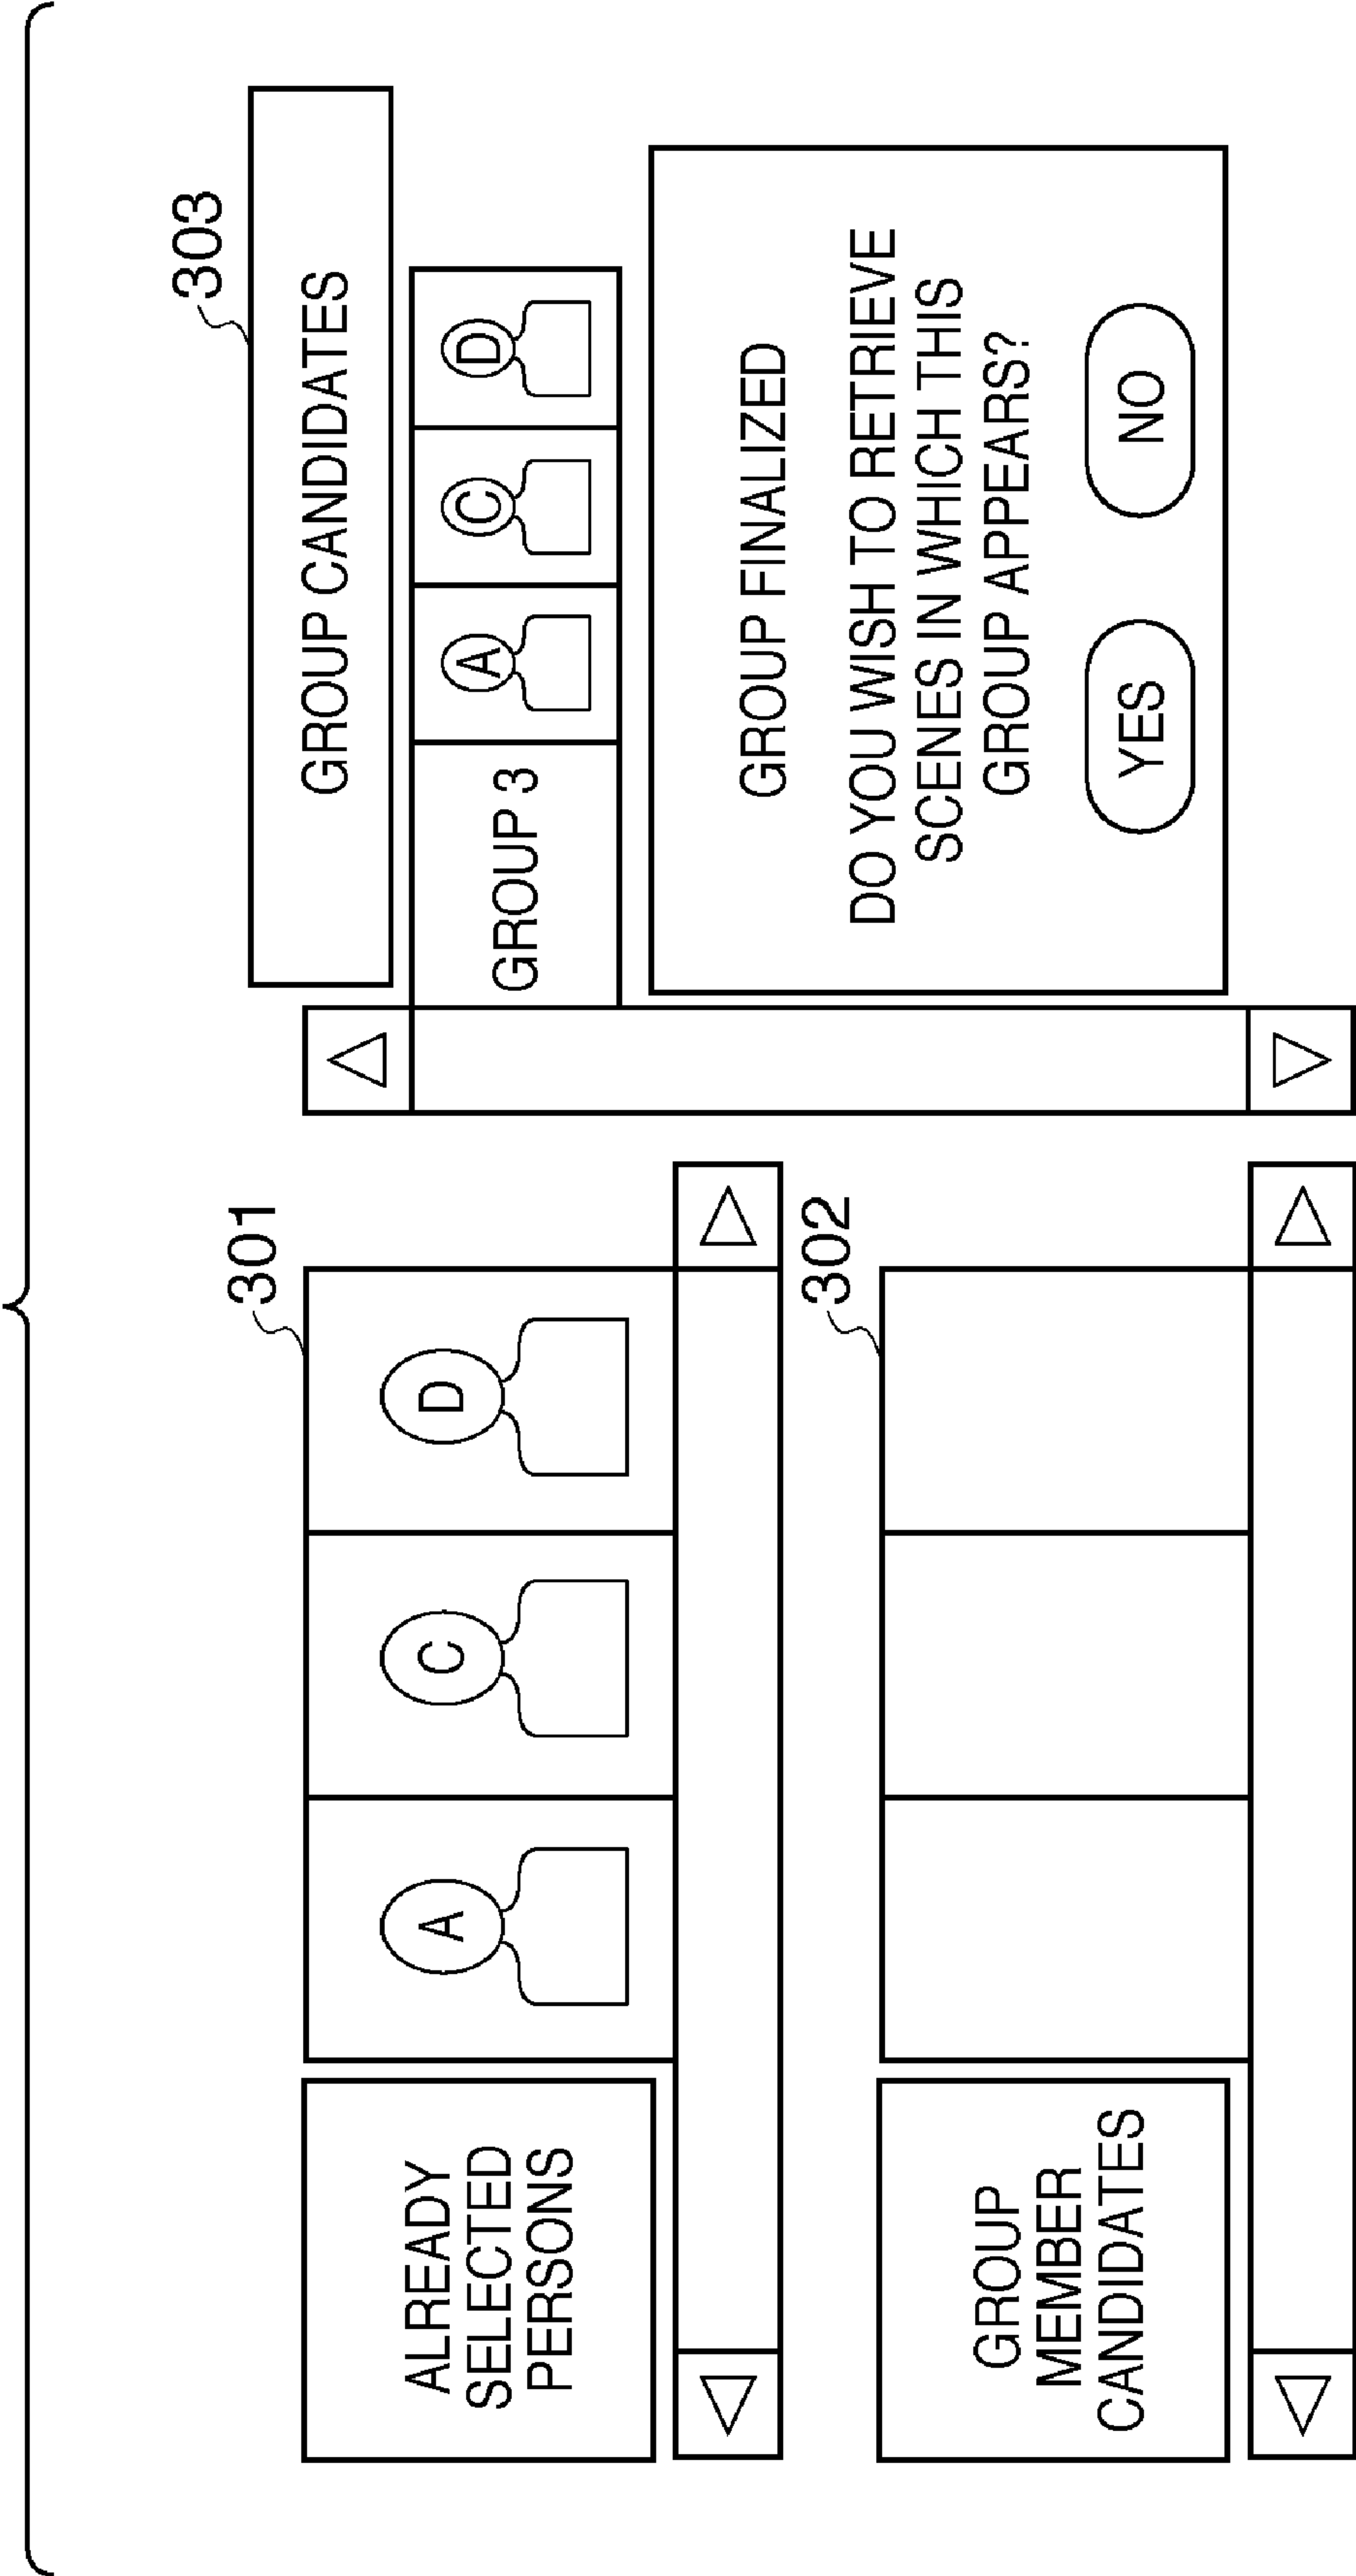 301
ALREADY
SELECTED
PERSONS
A
C
D
302
GROUP
MEMBER
CANDIDATES
303
GROUP CANDIDATES
GROUP 3
A
C
D
GROUP FINALIZED
DO YOU WISH TO RETRIEVE
SCENES IN WHICH THIS
GROUP APPEARS?
YES
NO